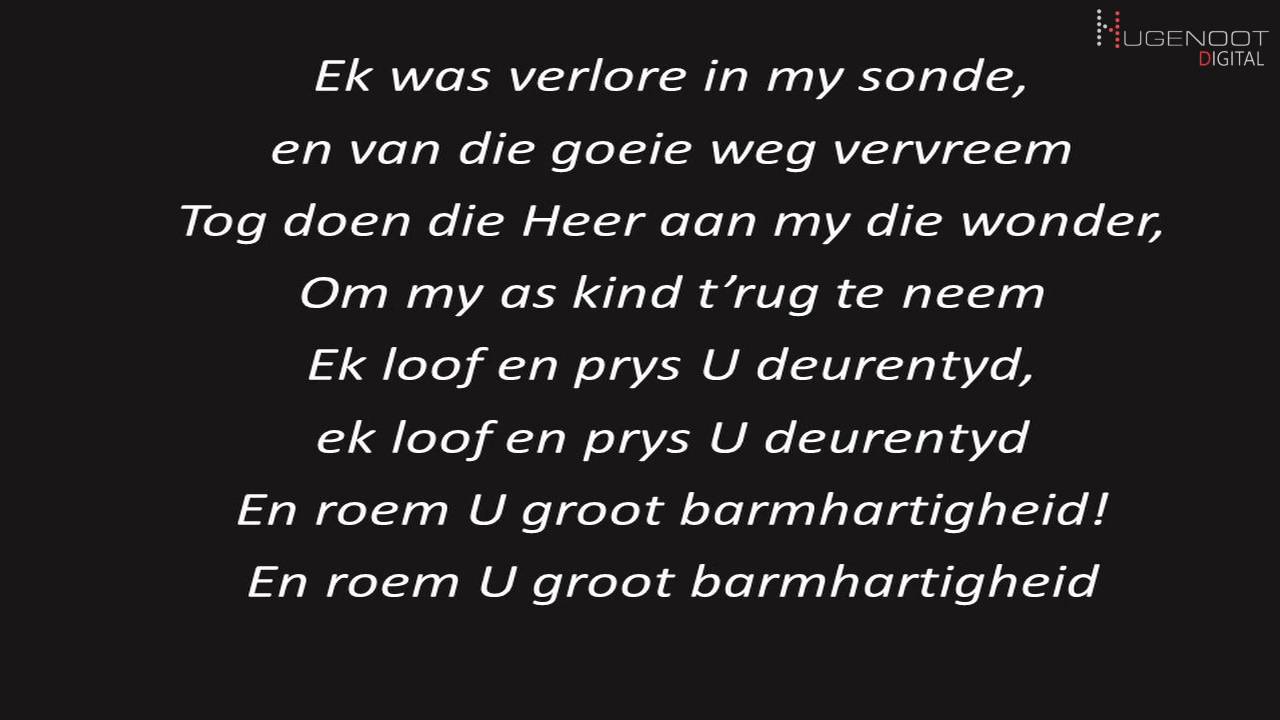 HUGENOOT
DIGITAL
Ek was verlore in my sonde,
en van die goeie weg vervreem
Tog doen die Heer aan my die wonder,
Om my as kind t’rug te neem
Ek loof en prys U deurentyd,
ek loof en prys U deurentyd
En roem U groot barmhartigheid!
En roem U groot barmhartigheid